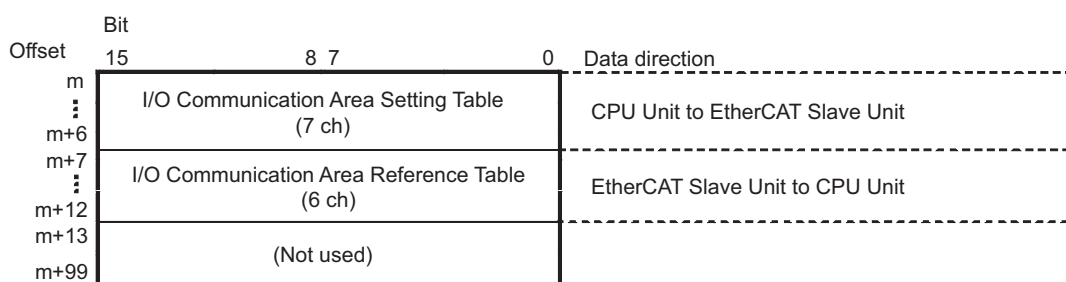 Bit
Offset 15 8 7 0 Data direction
m
I/O Communication Area Setting Table
CPU Unit to EtherCAT Slave Unit
(7 ch)
m+6
m+7
I/O Communication Area Reference Table
EtherCAT Slave Unit to CPU Unit
(6 ch)
m+12
m+13
(Not used)
m+99